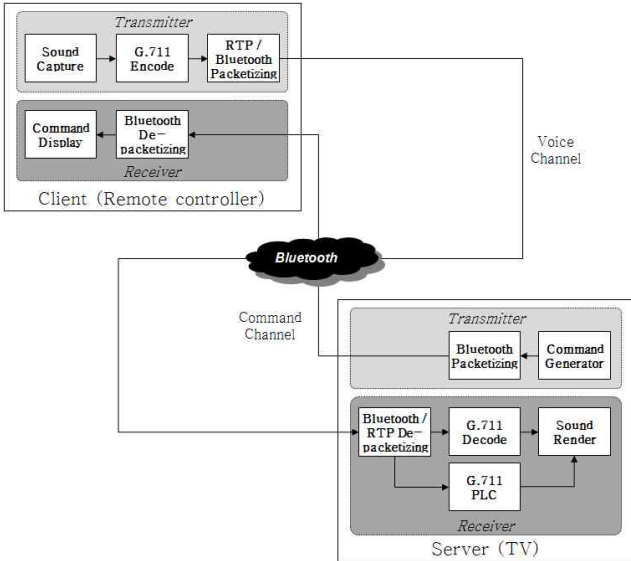 Transmitter
Sound
Capture
G.711
Encode
RTP /
Bluetooth
Packetizing
Command
Display
Bluetooth
De-
packetizing
Receiver
Client (Remote controller)
Voice
Channel
Bluetooth
Command
Channel
Transmitter
Bluetooth
Packetizing
Command
Generator
Bluetooth /
RTP De-
packetizing
G.711
Decode
Sound
Render
G.711
PLC
Receiver
Server (TV)